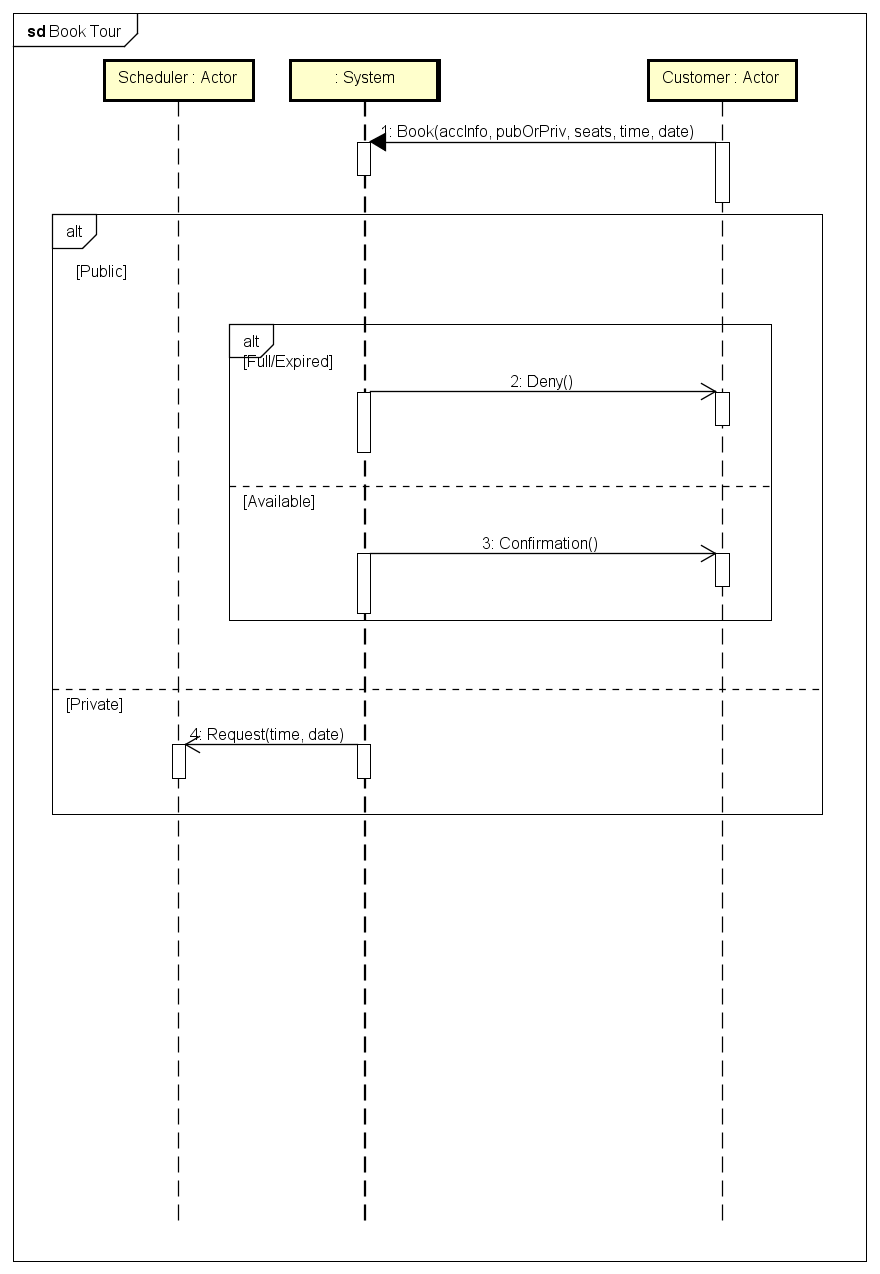 sd Book Tour
Scheduler : Actor
: System
Customer : Actor
1: Book(accInfo, pubOrPriv, seats, time, date)
alt
[Public]
alt
[Full/Expired]
2: Deny()
[Available]
3: Confirmation()
[Private]
4: Request(time, date)